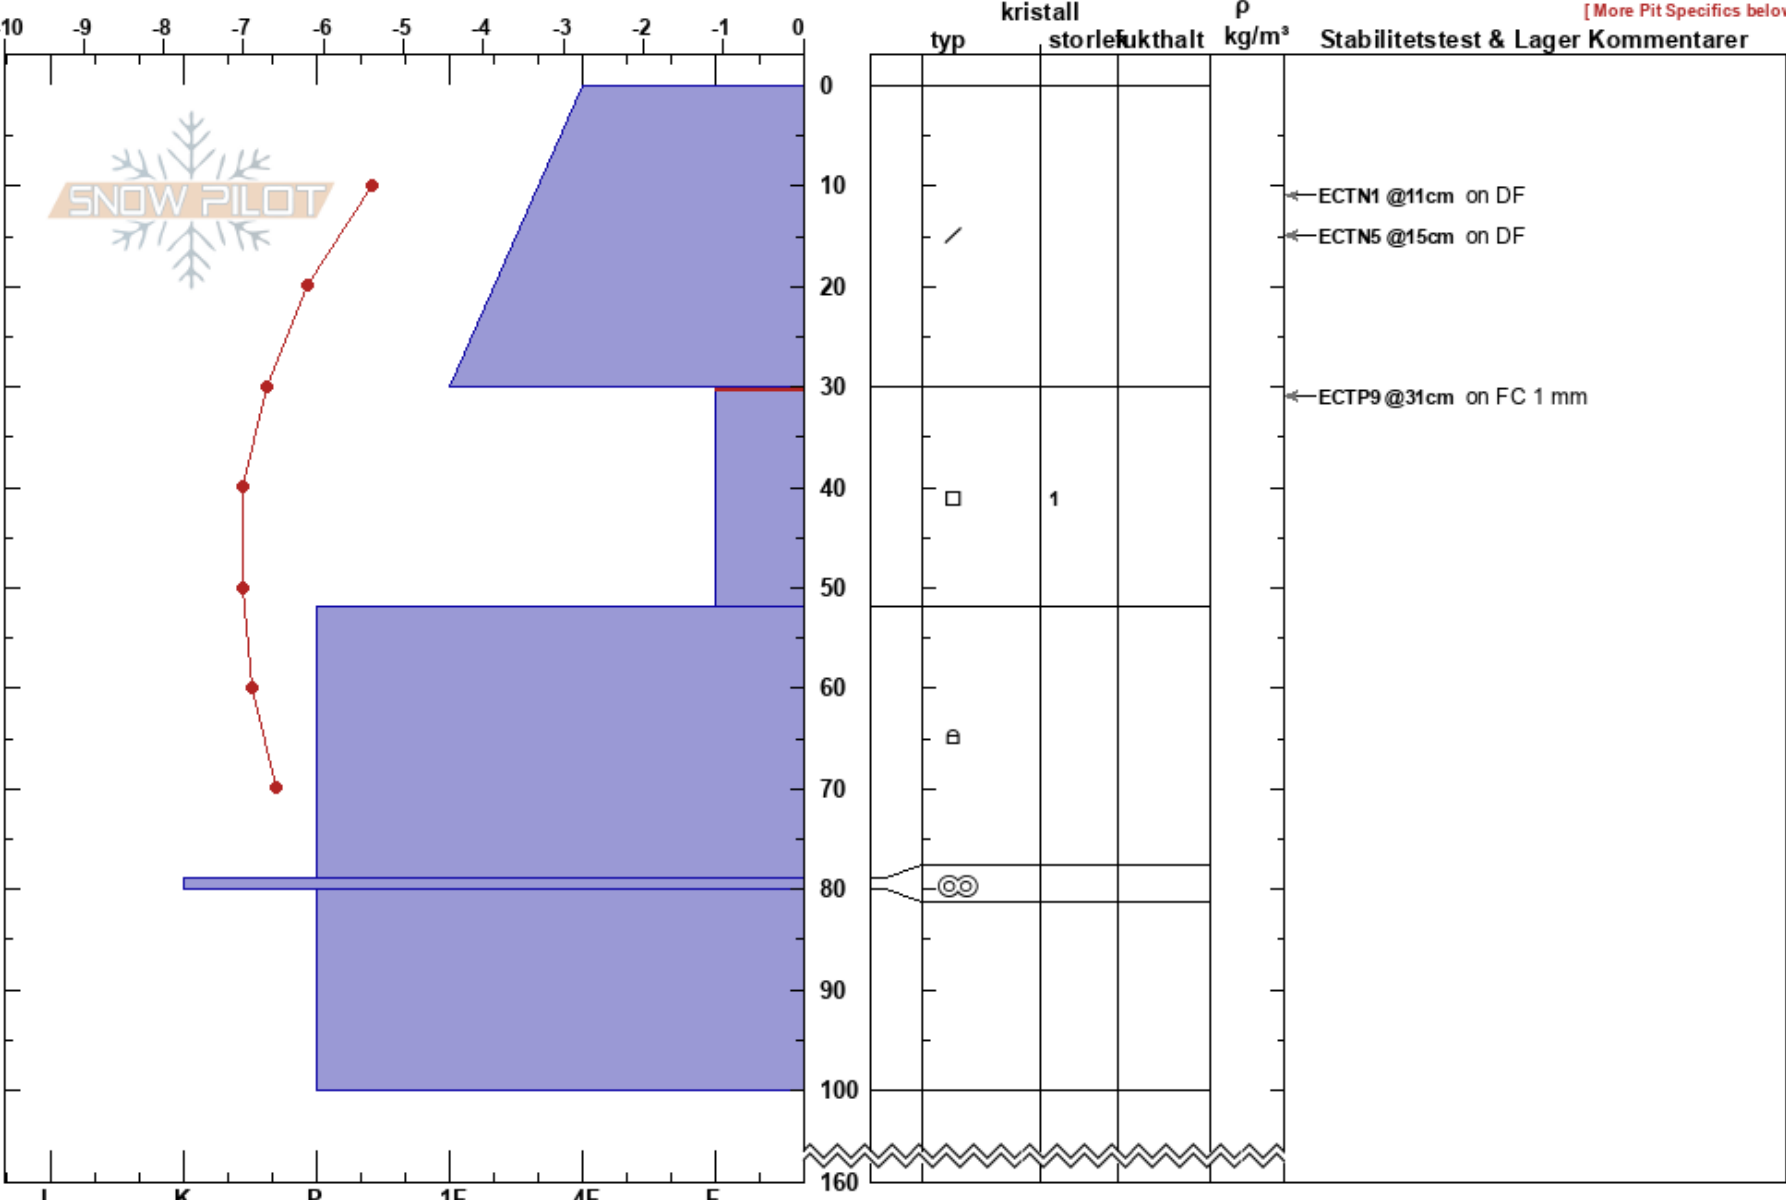 kristall ρ [ More Pit Specifics below
-10 -9 -8 -7 -6 -5 -4 -3 -2 -1 0
typ storlek fukthalt kg/m³ Stabilitetstest & Lager Kommentarer
0
SNOW PILOT
10
ECTN1 @11cm on DF
ECTN5 @15cm on DF
20
30
ECTP9 @31cm on FC 1 mm
40
1
50
60
70
80
90
100
160
I K P 1F 4F F